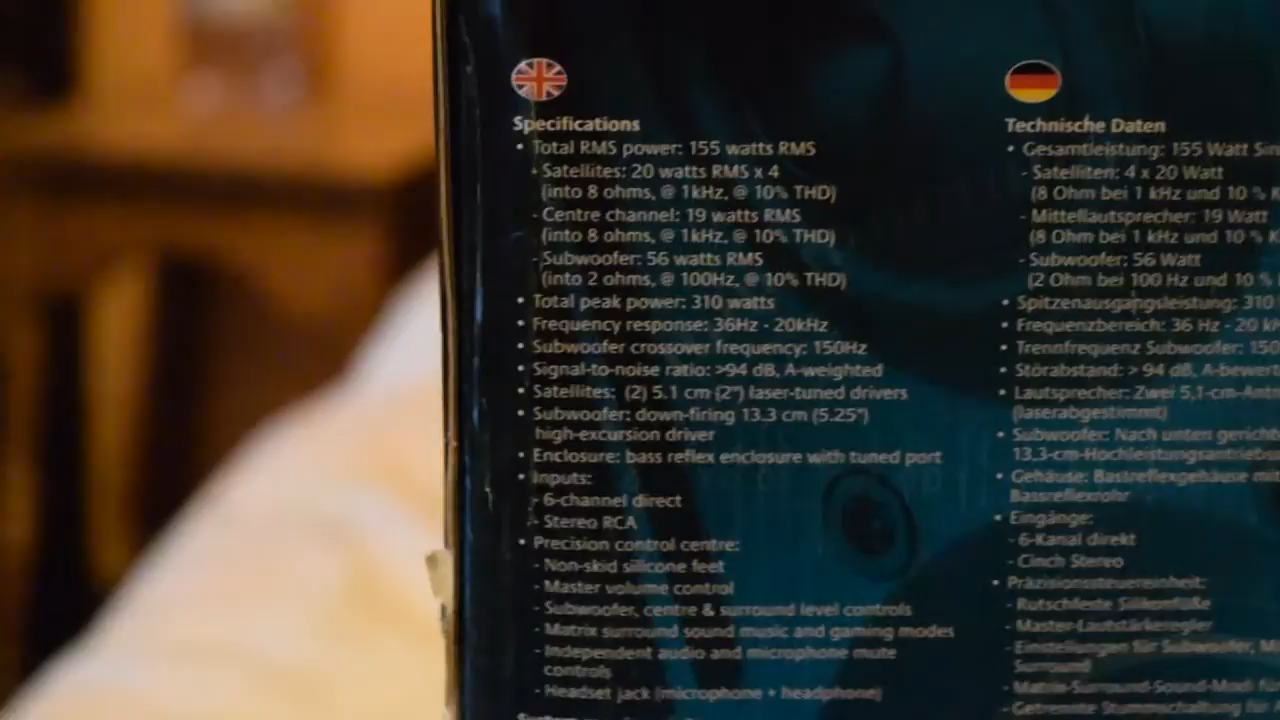 Specifications
• Total RMS power: 155 watts RMS
- Satellites: 20 watts RMS x 4
(into 8 ohms, @ 1kHz, @ 10% THD)
- Centre channel: 19 watts RMS
(into 8 ohms, @ 1kHz, @ 10% THD)
- Subwoofer: 56 watts RMS
(into 2 ohms, @ 100Hz, @ 10% THD)
• Total peak power: 310 watts
• Frequency response: 36Hz - 20kHz
• Subwoofer crossover frequency: 150Hz
• Signal-to-noise ratio: >94 dB, A-weighted
• Satellites: (2) 5.1 cm (2") laser-tuned drivers
• Subwoofer: down-firing 13.3 cm (5.25")
high-excursion driver
• Enclosure: bass reflex enclosure with tuned port
• Inputs:
- 6-channel direct
- Stereo RCA
• Precision control centre:
- Non-skid silicone feet
- Master volume control
- Subwoofer, centre & surround level controls
- Matrix surround sound music and gaming modes
- Independent audio and microphone mute
controls
- Headset jack (microphone + headphone)
Technische Daten
• Gesamtleistung: 155 Watt
- Satelliten: 4 x 20 Watt
(8 Ohm bei 1 kHz und 10 %
- Mittellautsprecher: 19 Watt
(8 Ohm bei 1 kHz und 10 %
- Subwoofer: 56 Watt
(2 Ohm bei 100 Hz und 10 %
• Spitzenausgangsleistung: 310
• Frequenzbereich: 36 Hz - 20
• Trennfrequenz Subwoofer: 150
• Störabstand: > 94 dB,
• Lautsprecher: Zwei
(laserabgestimmt)
• Subwoofer: Nach unten
• Gehäuse: Bassreflexgehäuse mit
Bassreflexrohr
• Eingänge:
- 6-Kanal direkt
- Cinch Stereo
• Präzisionssteuereinheit:
- Rutschfeste Silikonfüße
- Master-Lautstärkeregler
- Einstellungen für Subwoofer,
Surround